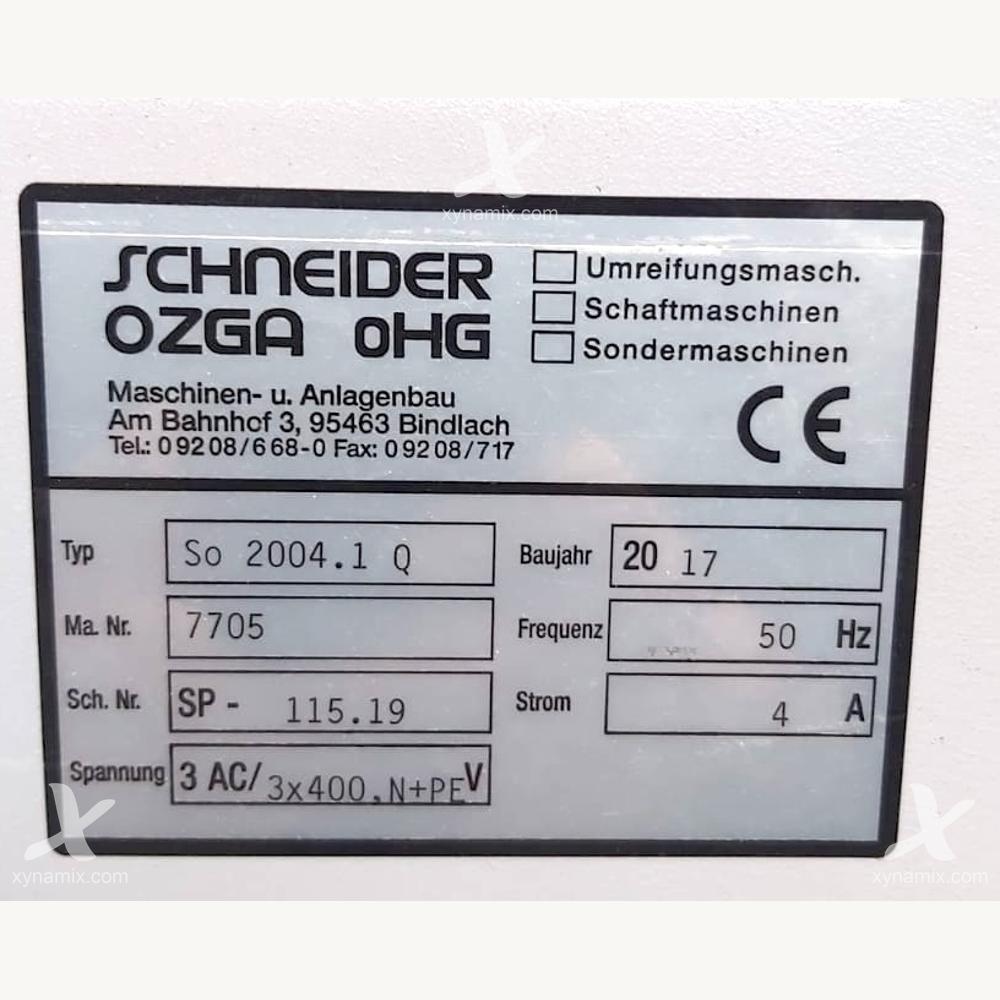 xynamix.com
SCHNEIDER
OZGA OHG
Maschinen- u. Anlagenbau
Am Bahnhof 3, 95463 Bindlach
Tel.: 09208/668-0 Fax: 09208/717
Umreifungsmasch.
Schaftmaschinen
Sondermaschinen
CE
Typ So 2004.1 Q
Baujahr 20 17
Ma. Nr. 7705
Frequenz 50 Hz
Sch. Nr. SP - 115.19
Strom 4 A
Spannung 3 AC/ 3x400,N+PE V
xynamix.com
xynamix.com